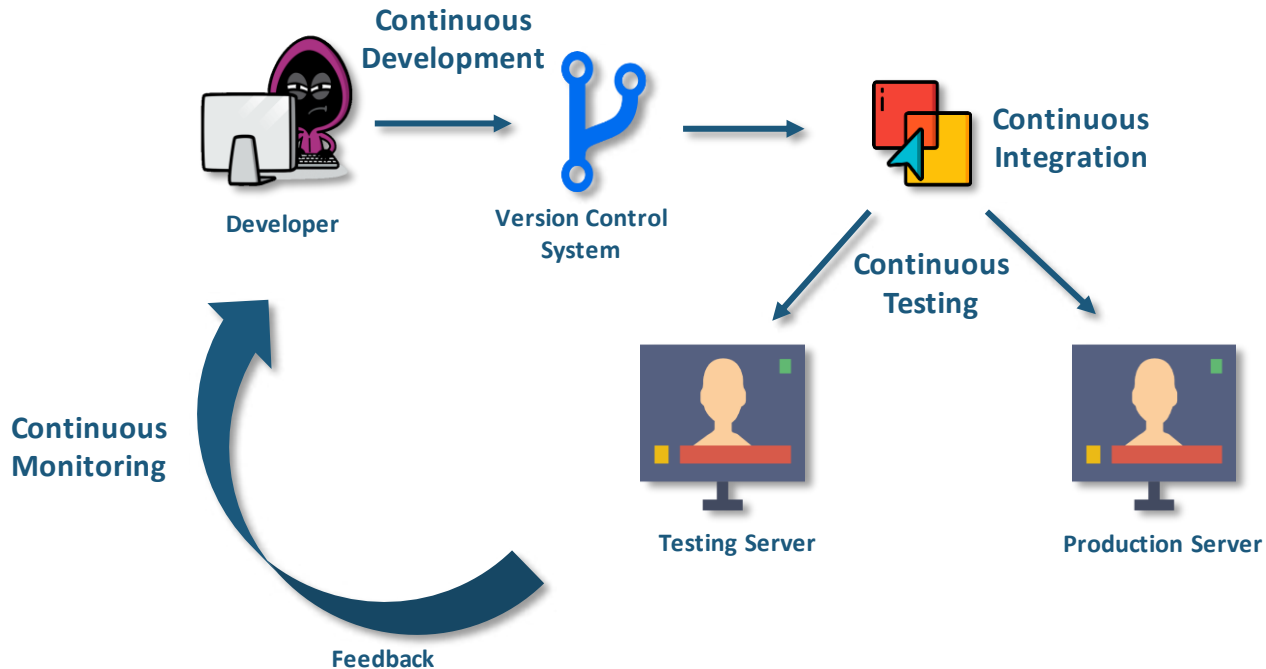 Continuous
Development
Developer
Version Control
System
Continuous
Integration
Continuous
Testing
Continuous
Monitoring
Testing Server
Production Server
Feedback